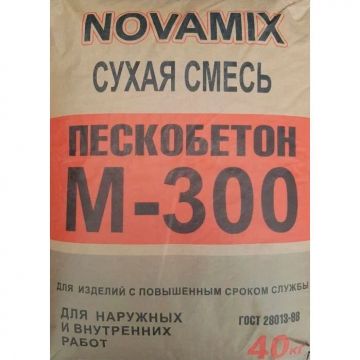 NOVAMIX
СУХАЯ СМЕСЬ
ПЕСКОБЕТОН
М-300
ДЛЯ ИЗДЕЛИЙ С ПОВЫШЕННЫМ СРОКОМ СЛУЖБЫ
ДЛЯ НАРУЖНЫХ
И ВНУТРЕННИХ
РАБОТ
ГОСТ 28013-98
40КГ